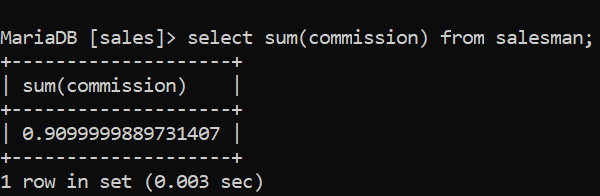 MariaDB [sales]> select sum(commission) from salesman;
+--------------------+
| sum(commission)    |
+--------------------+
| 0.9099999889731407 |
+--------------------+
1 row in set (0.003 sec)